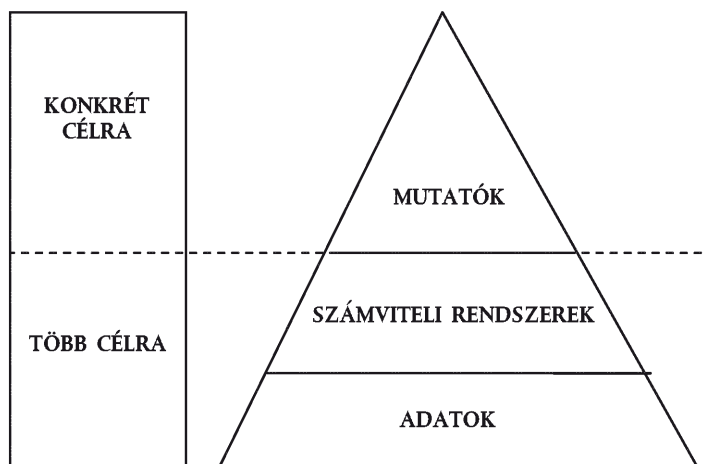 KONKRÉT
CÉLRA
MUTATÓK
SZÁMVITELI RENDSZEREK
TÖBB CÉLRA
ADATOK